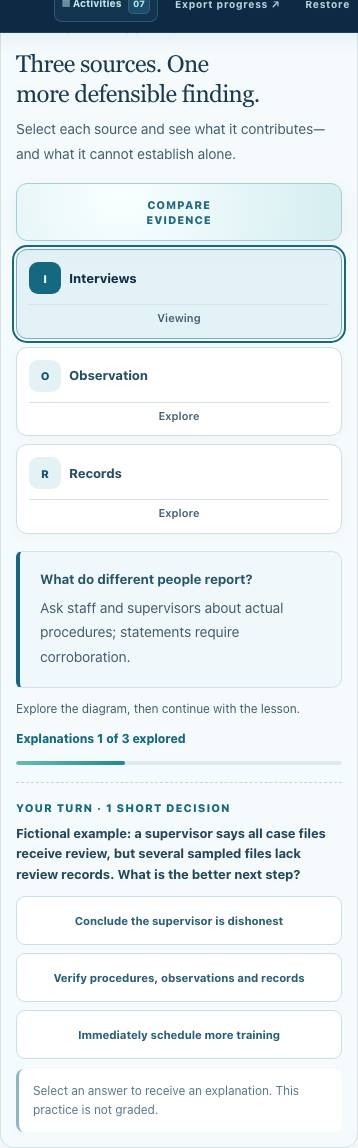 Activities 07 Export progress ↗ Restore
Three sources. One
more defensible finding.
Select each source and see what it contributes—
and what it cannot establish alone.
COMPARE
EVIDENCE
I Interviews
Viewing
O Observation
Explore
R Records
Explore
What do different people report?
Ask staff and supervisors about actual
procedures; statements require
corroboration.
Explore the diagram, then continue with the lesson.
Explanations 1 of 3 explored
YOUR TURN · 1 SHORT DECISION
Fictional example: a supervisor says all case files
receive review, but several sampled files lack
review records. What is the better next step?
Conclude the supervisor is dishonest
Verify procedures, observations and records
Immediately schedule more training
Select an answer to receive an explanation. This
practice is not graded.